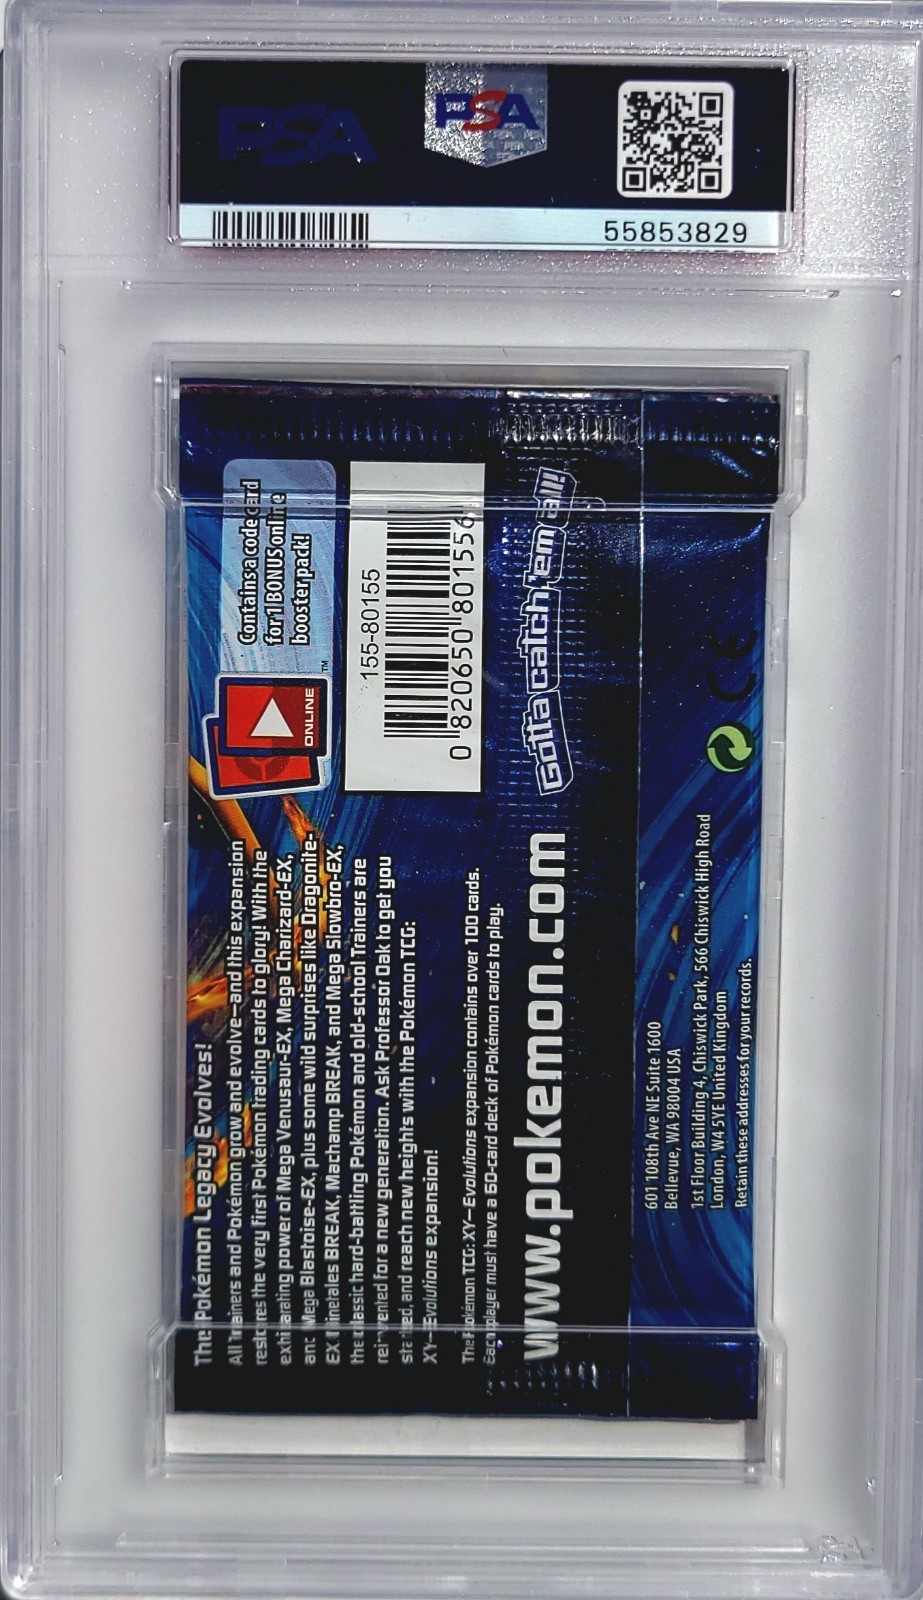 PSA
PSA
55853829
Contains a code card
for 1 BONUS online
booster pack!
ONLINE
TM
155-80155
0 820650 801556
Gotta catch 'em all!
The Pokémon Legacy Evolves!
All Trainers and Pokémon grow and evolve—and this expansion
restores the very first Pokémon trading cards to glory! With the
exhilarating power of Mega Venusaur-EX, Mega Charizard-EX,
and Mega Blastoise-EX, plus some wild surprises like Dragonite-
EX, Ninetales BREAK, Machamp BREAK, and Mega Slowbro-EX,
the classic hard-battling Pokémon and old-school Trainers are
reinvented for a new generation. Ask Professor Oak to get you
started, and reach new heights with the Pokémon TCG:
XY—Evolutions expansion!
The Pokémon TCG: XY—Evolutions expansion contains over 100 cards.
Each player must have a 60-card deck of Pokémon cards to play.
www.pokemon.com
601 108th Ave NE Suite 1600
Bellevue, WA 98004 USA
1st Floor Building 4, Chiswick Park, 566 Chiswick High Road
London, W4 5YE United Kingdom
Retain these addresses for your records.
CE